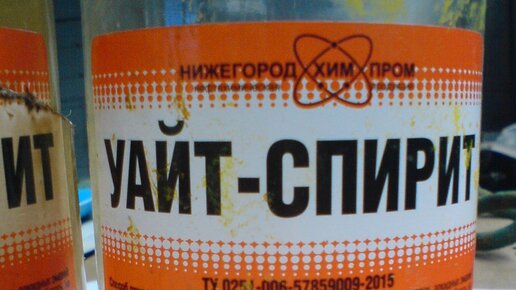 НИЖЕГОРОД ХИМ ПРОМ
УАЙТ-СПИРИТ
ИТ
ТУ 0251-006-57859009-2015